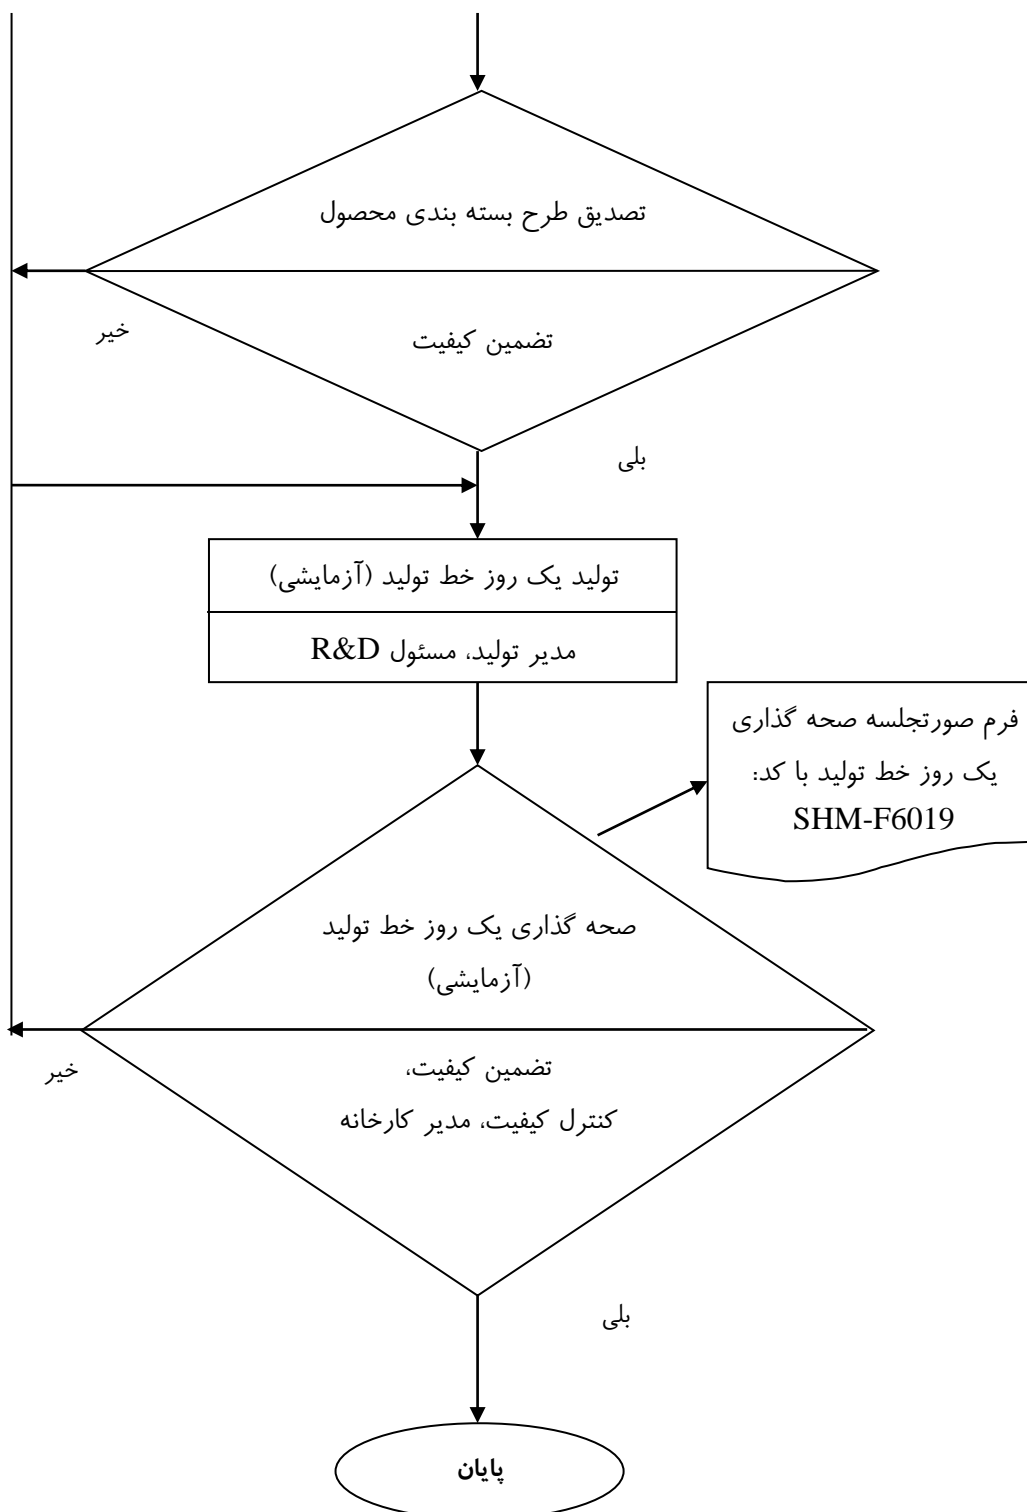 تصدیق طرح بسته بندی محصول
تضمین کیفیت
خیر
بلی
تولید یک روز خط تولید (آزمایشی)
مدیر تولید، مسئول R&D
فرم صورتجلسه صحه گذاری
یک روز خط تولید با کد:
SHM-F6019
صحه گذاری یک روز خط تولید
(آزمایشی)
تضمین کیفیت،
کنترل کیفیت، مدیر کارخانه
خیر
بلی
پایان